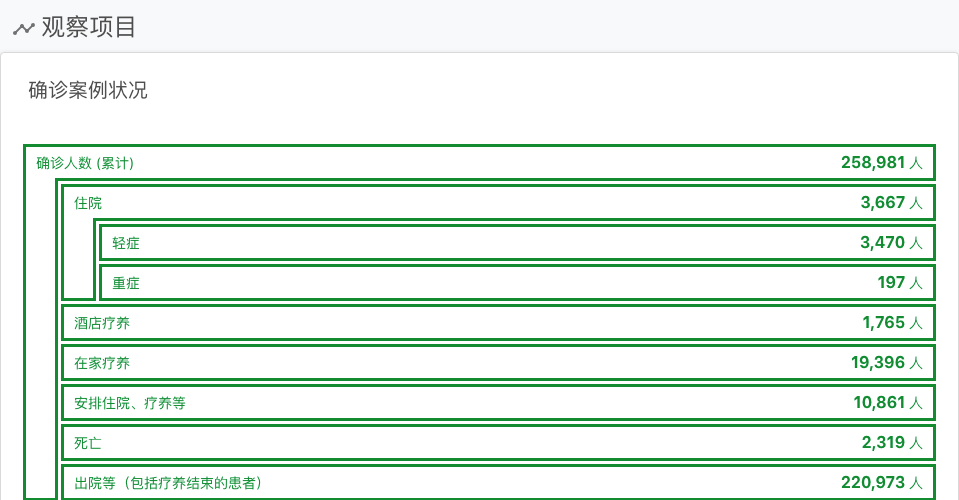 观察项目
确诊案例状况
确诊人数 (累计) 258,981 人
住院 3,667 人
轻症 3,470 人
重症 197 人
酒店疗养 1,765 人
在家疗养 19,396 人
安排住院、疗养等 10,861 人
死亡 2,319 人
出院等（包括疗养结束的患者） 220,973 人